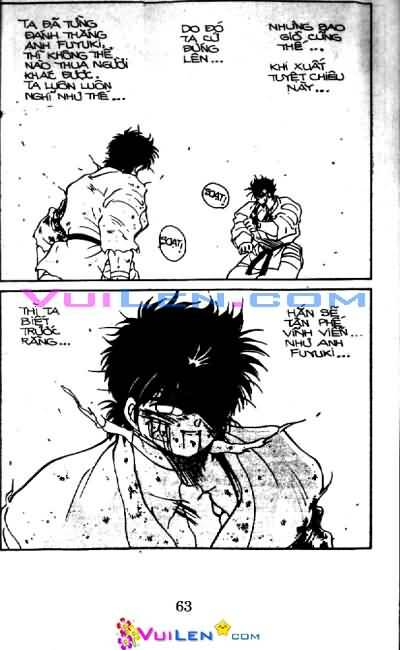 TA ĐÃ TỪNG
ĐÁNH THẮNG
ANH FUYUKI,
THÌ KHÔNG THỂ
NÀO THUA NGƯỜI
KHÁC ĐƯỢC.
TA LUÔN LUÔN
NGHĨ NHƯ THẾ...
DO ĐÓ
TA CỨ
ĐỨNG
LÊN...
NHƯNG BAO
GIỜ CŨNG
THẾ...
KHI XUẤT
TUYỆT CHIÊU
NÀY...
ZOẠT!
ZOẠT!
VUILEN.COM
THÌ TA
BIẾT
TRƯỚC
RẰNG...
HẮN SẼ
TÀN PHẾ
VĨNH VIỄN...
NHƯ ANH
FUYUKI...
63
VUILEN.COM